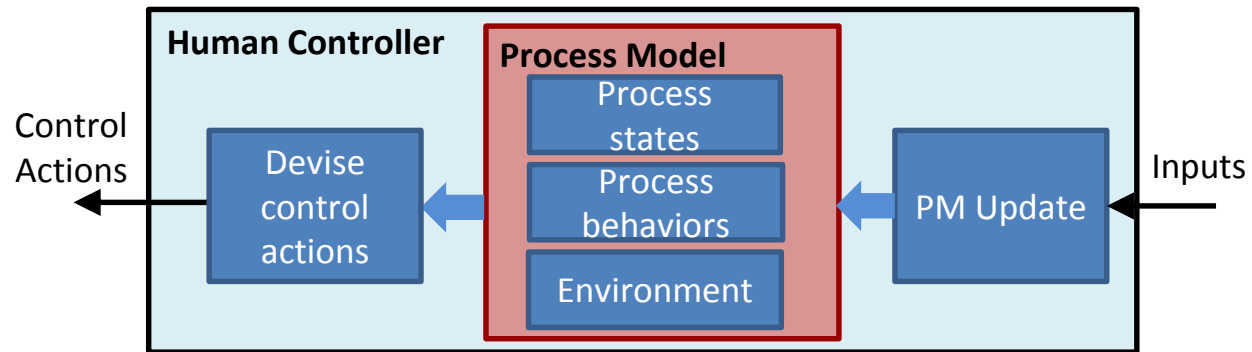 Human Controller
Process Model
Process
states
Process
behaviors
Environment
Control
Actions
Devise
control
actions
PM Update
Inputs